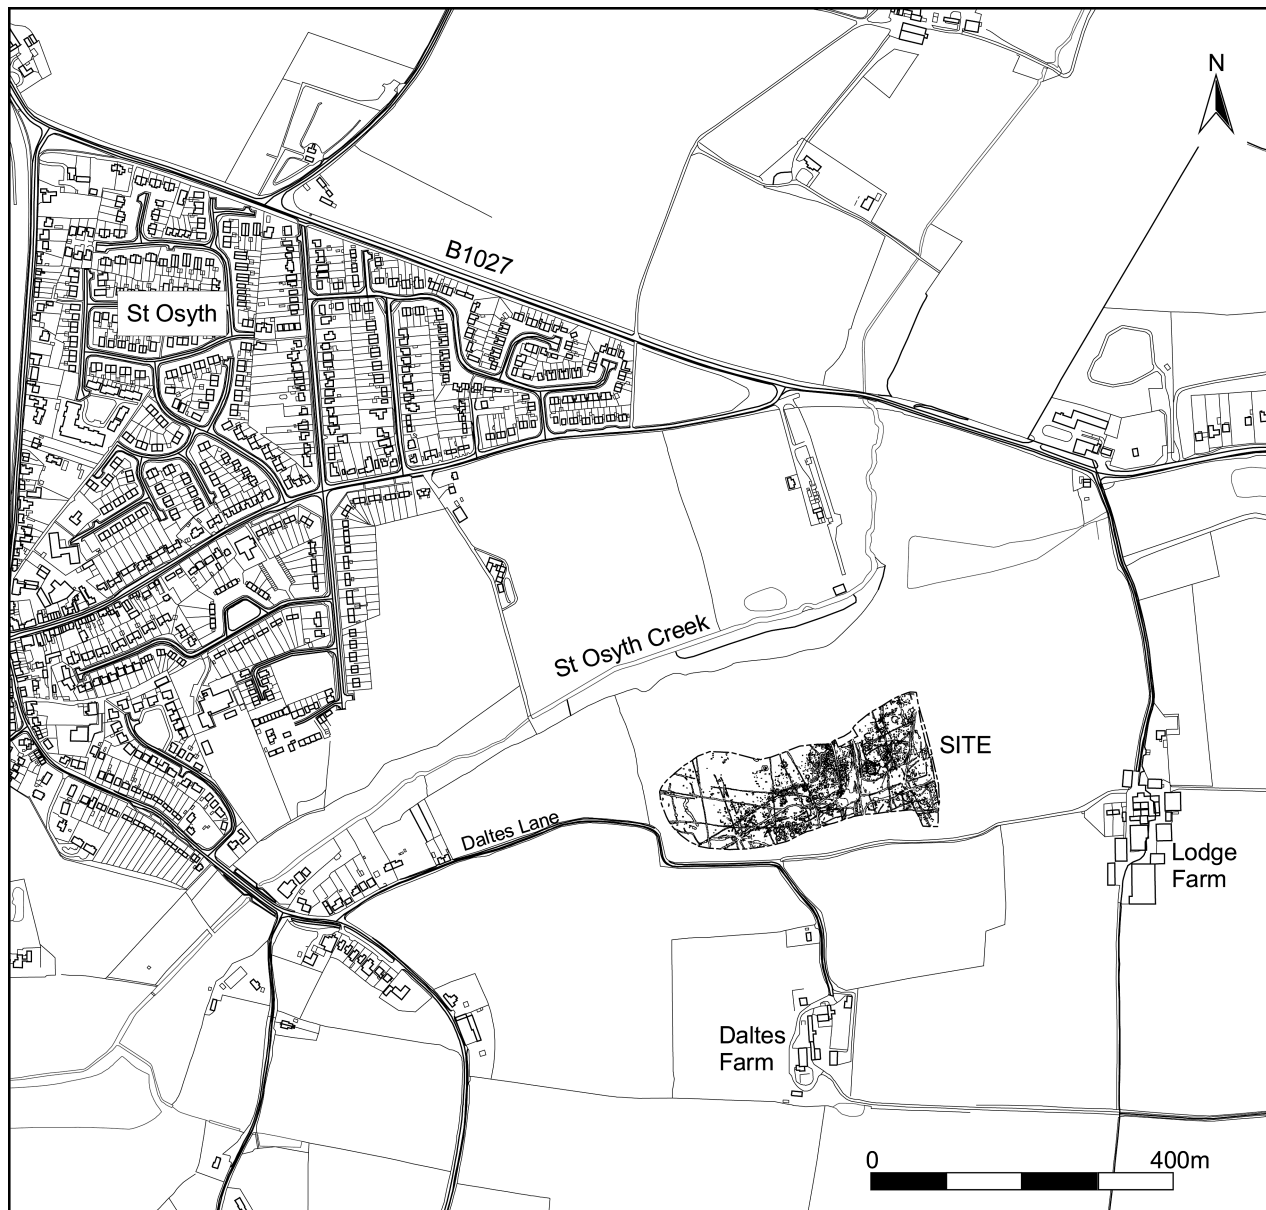 N
B1027
St Osyth
St Osyth Creek
SITE
Daltes Lane
Lodge
Farm
Daltes
Farm
0
400m